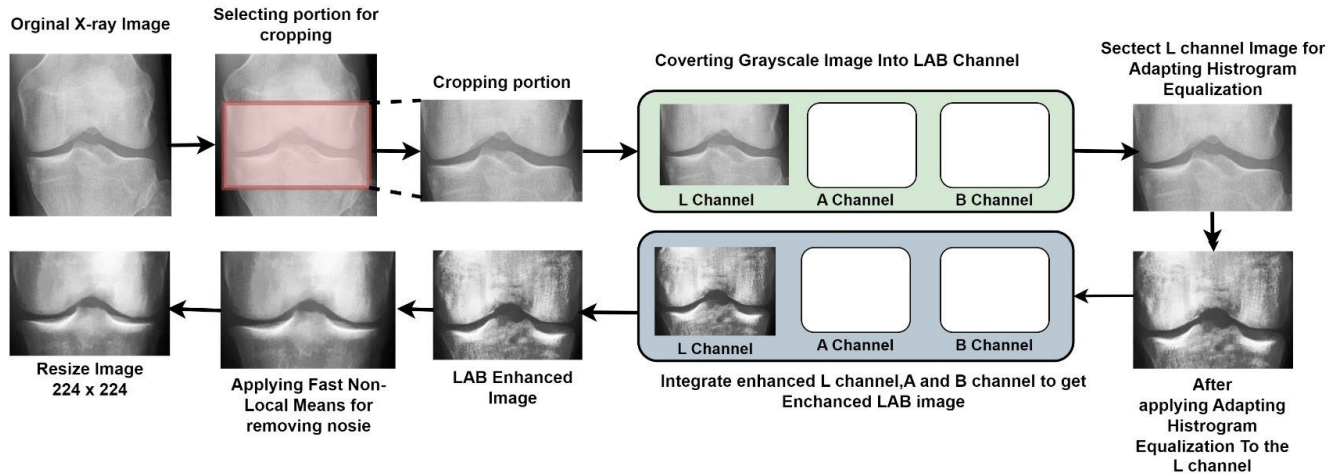 Orginal X-ray Image
Selecting portion for
cropping
Cropping portion
Coverting Grayscale Image Into LAB Channel
L Channel
A Channel
B Channel
Sectect L channel Image for
Adapting Histrogram
Equalization
After
applying Adapting
Histrogram
Equalization To the
L channel
L Channel
A Channel
B Channel
Integrate enhanced L channel,A and B channel to get
Enchanced LAB image
LAB Enhanced
Image
Applying Fast Non-
Local Means for
removing nosie
Resize Image
224 x 224